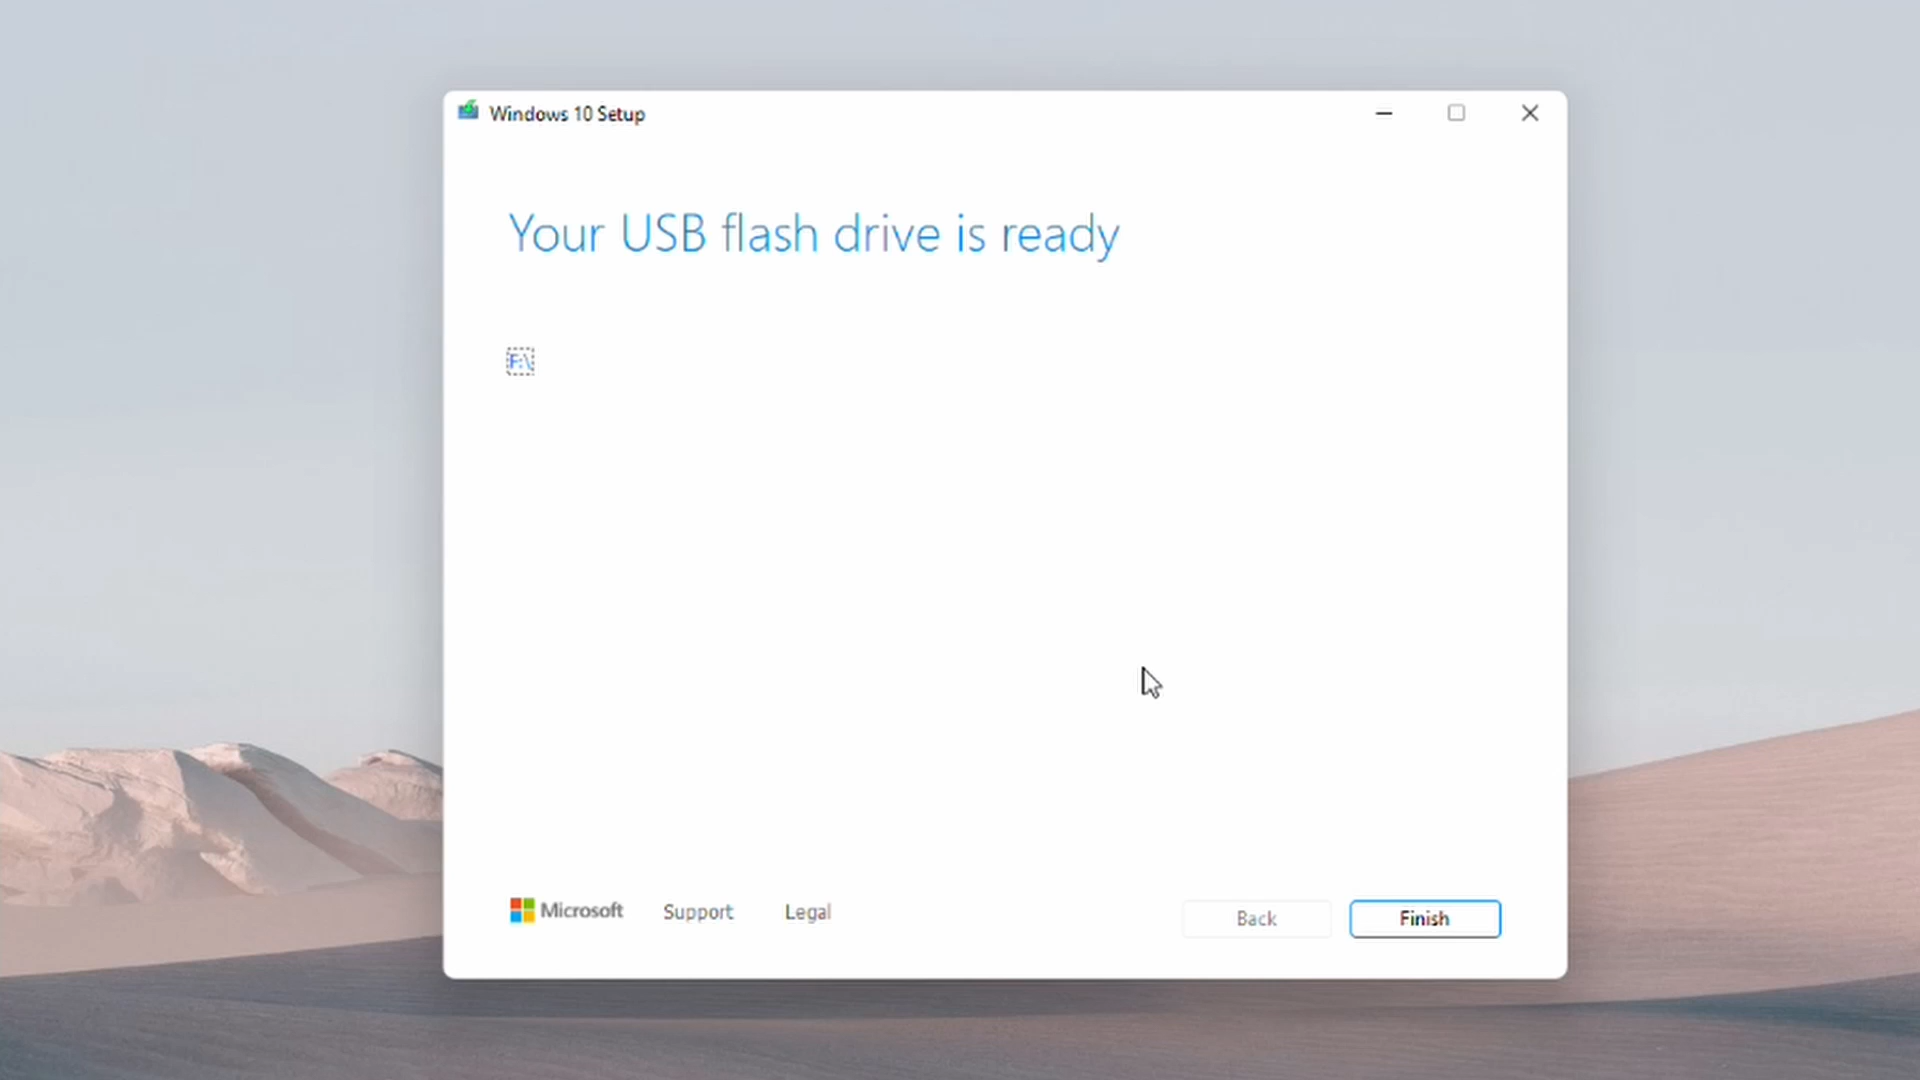 Windows 10 Setup
Your USB flash drive is ready
F:\
Microsoft
Support
Legal
Back
Finish